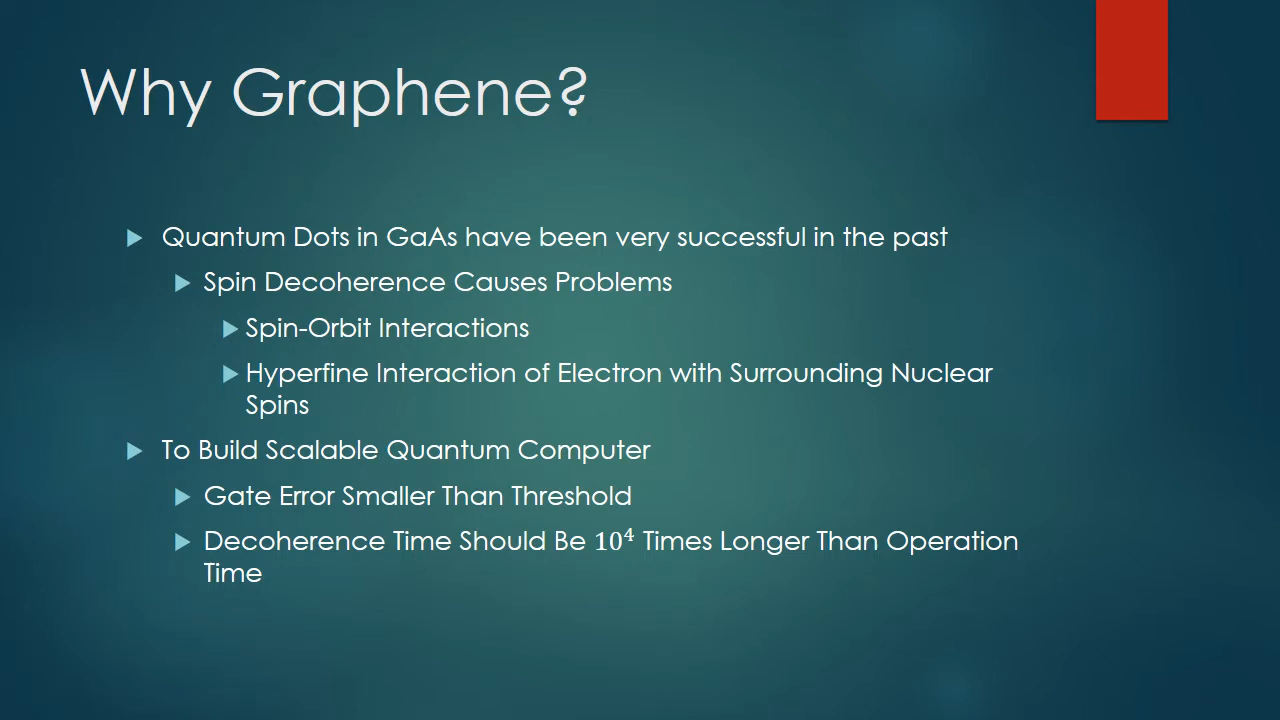 Why Graphene?
Quantum Dots in GaAs have been very successful in the past
Spin Decoherence Causes Problems
Spin-Orbit Interactions
Hyperfine Interaction of Electron with Surrounding Nuclear
Spins
To Build Scalable Quantum Computer
Gate Error Smaller Than Threshold
Decoherence Time Should Be 10⁴ Times Longer Than Operation
Time